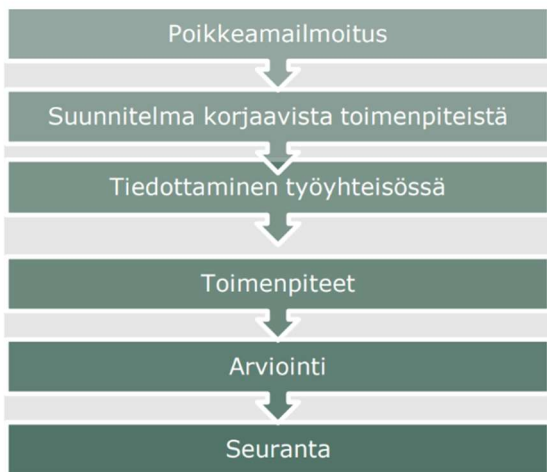 Poikkeamailmoitus
Suunnitelma korjaavista toimenpiteistä
Tiedottaminen työyhteisössä
Toimenpiteet
Arviointi
Seuranta